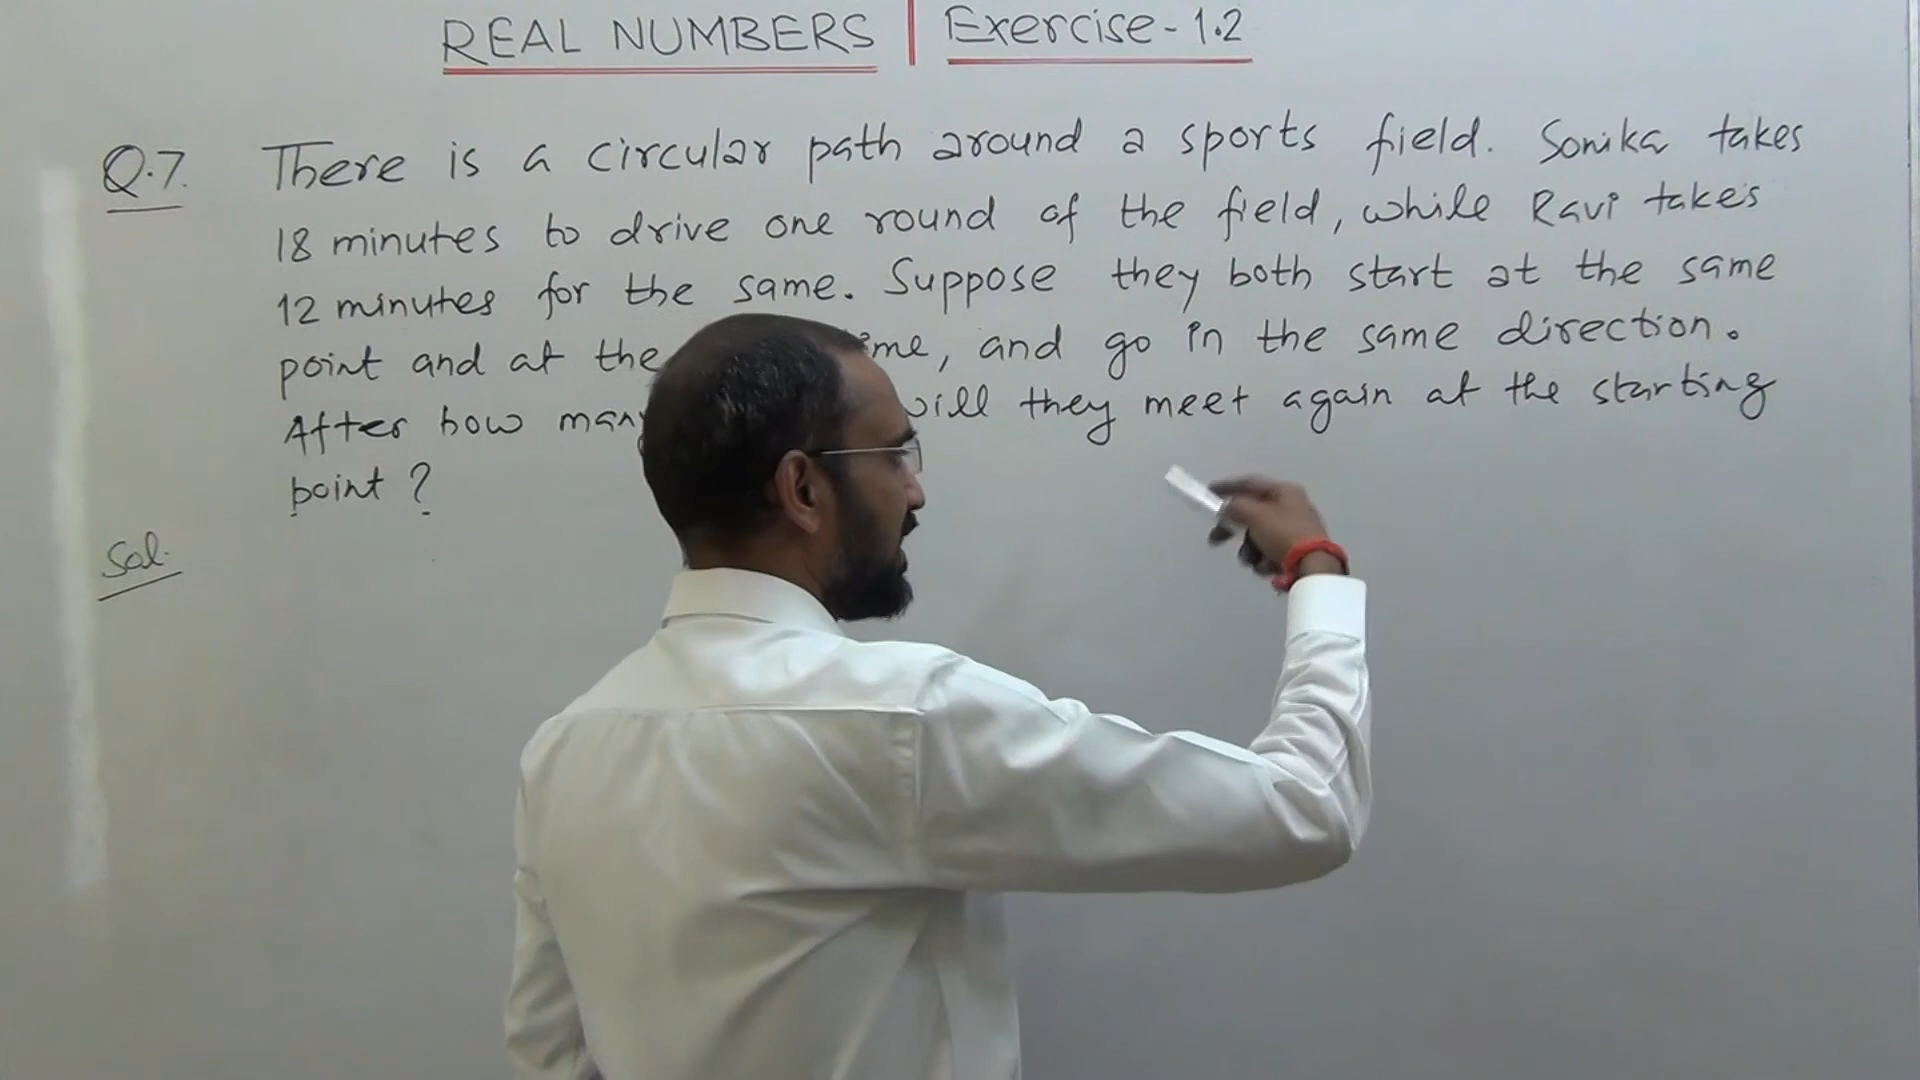 REAL NUMBERS | Exercise-1.2
Q.7. There is a circular path around a sports field. Sonika takes
18 minutes to drive one round of the field, while Ravi takes
12 minutes for the same. Suppose they both start at the same
point and at the me, and go in the same direction.
After how many will they meet again at the starting
point?
Sol.